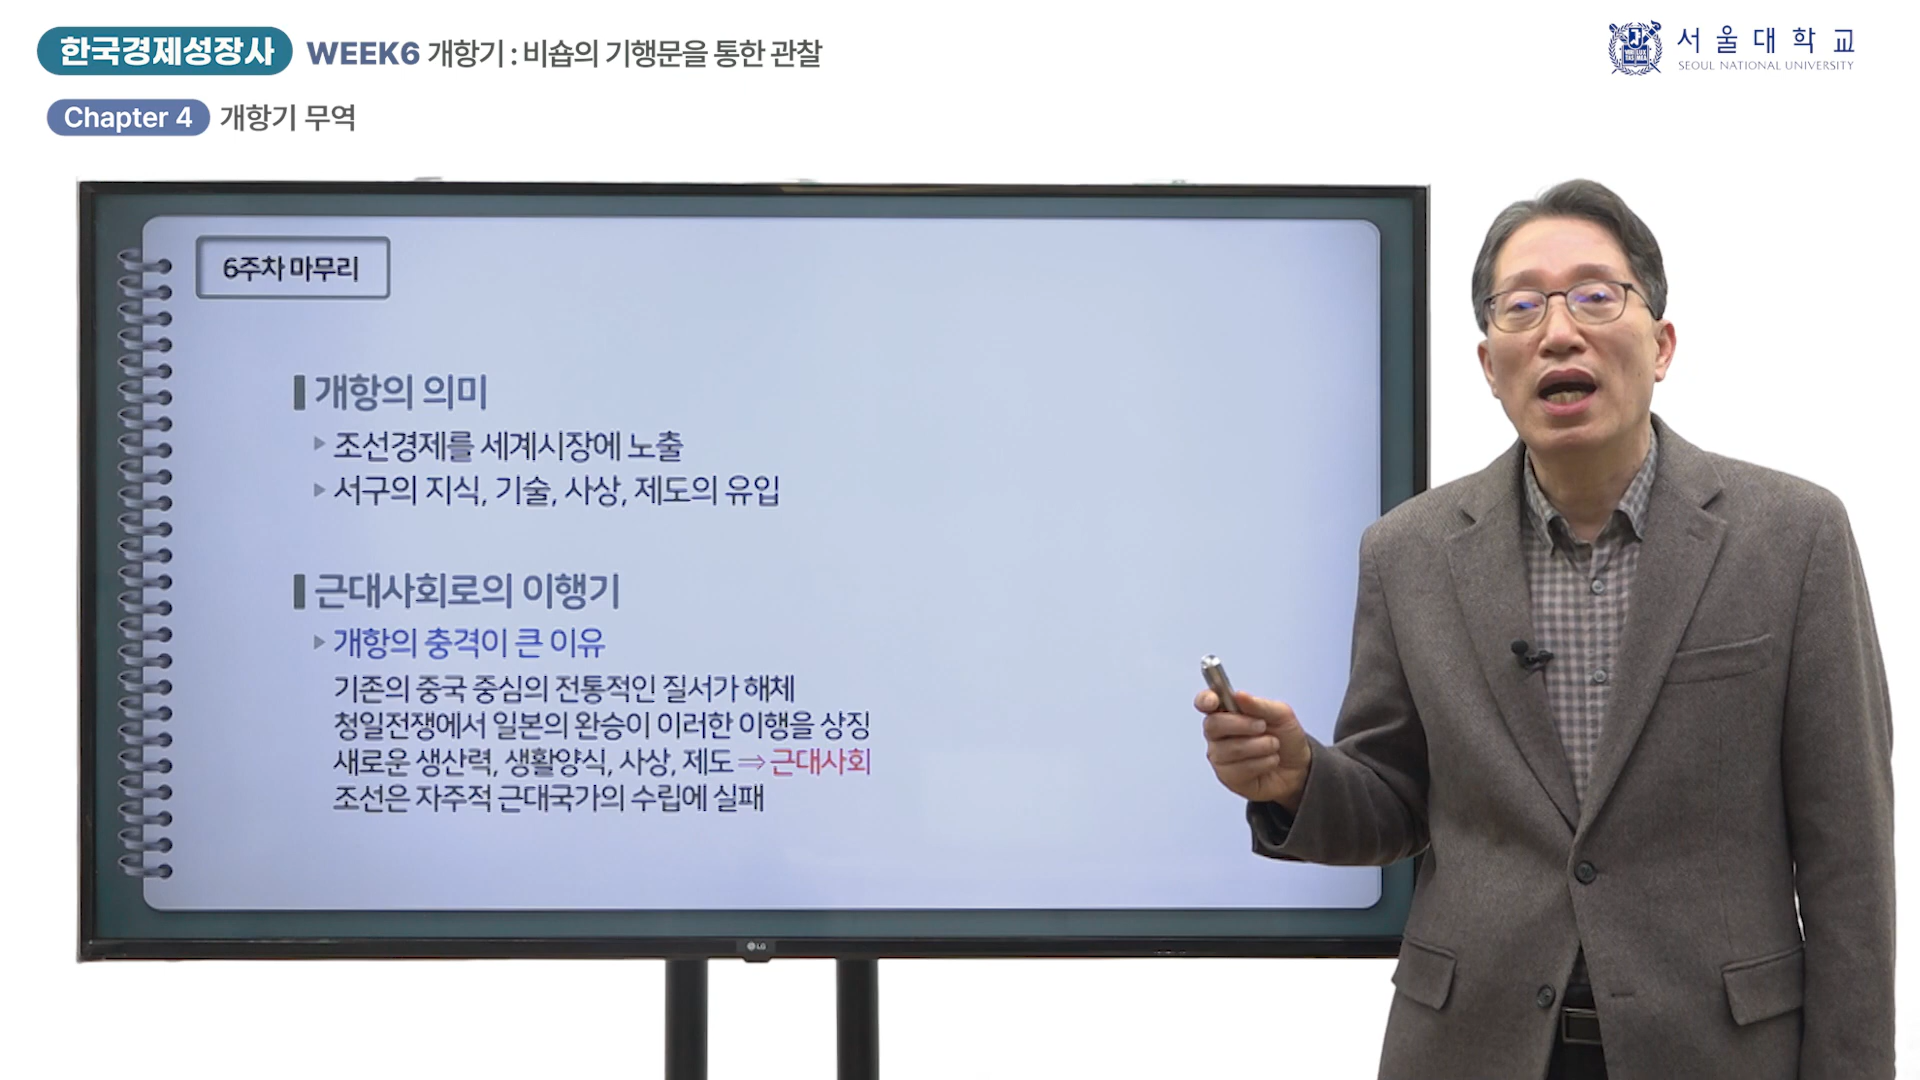 한국경제성장사 WEEK6 개항기 : 비숍의 기행문을 통한 관찰
서울대학교
SEOUL NATIONAL UNIVERSITY
Chapter 4 개항기 무역
6주차 마무리
개항의 의미
조선경제를 세계시장에 노출
서구의 지식, 기술, 사상, 제도의 유입
근대사회로의 이행기
개항의 충격이 큰 이유
기존의 중국 중심의 전통적인 질서가 해체
청일전쟁에서 일본의 완승이 이러한 이행을 상징
새로운 생산력, 생활양식, 사상, 제도 ⇒ 근대사회
조선은 자주적 근대국가의 수립에 실패
LG